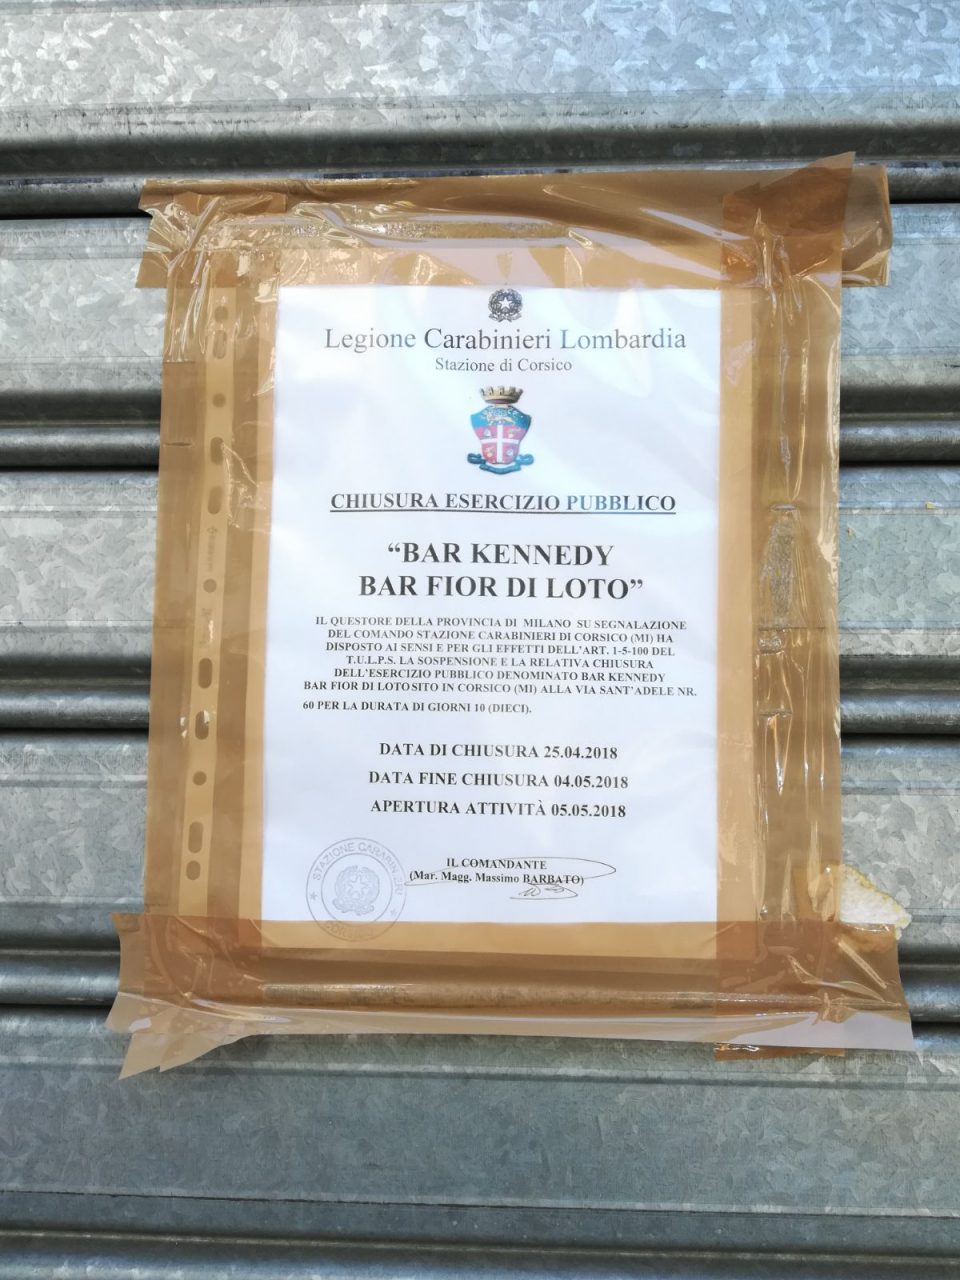 Legione Carabinieri Lombardia
Stazione di Corsico
CHIUSURA ESERCIZIO PUBBLICO
“BAR KENNEDY
BAR FIOR DI LOTO”
IL QUESTORE DELLA PROVINCIA DI MILANO SU SEGNALAZIONE
DEL COMANDO STAZIONE CARABINIERI DI CORSICO (MI) HA
DISPOSTO AI SENSI E PER GLI EFFETTI DELL’ART. 1-5-100 DEL
T.U.L.P.S. LA SOSPENSIONE E LA RELATIVA CHIUSURA
DELL’ESERCIZIO PUBBLICO DENOMINATO BAR KENNEDY
BAR FIOR DI LOTOSITO IN CORSICO (MI) ALLA VIA SANT’ADELE NR.
60 PER LA DURATA DI GIORNI 10 (DIECI).
DATA DI CHIUSURA 25.04.2018
DATA FINE CHIUSURA 04.05.2018
APERTURA ATTIVITÀ 05.05.2018
IL COMANDANTE
(Mar. Magg. Massimo BARBATO)
STAZIONE CARABINIERI
CORSICO